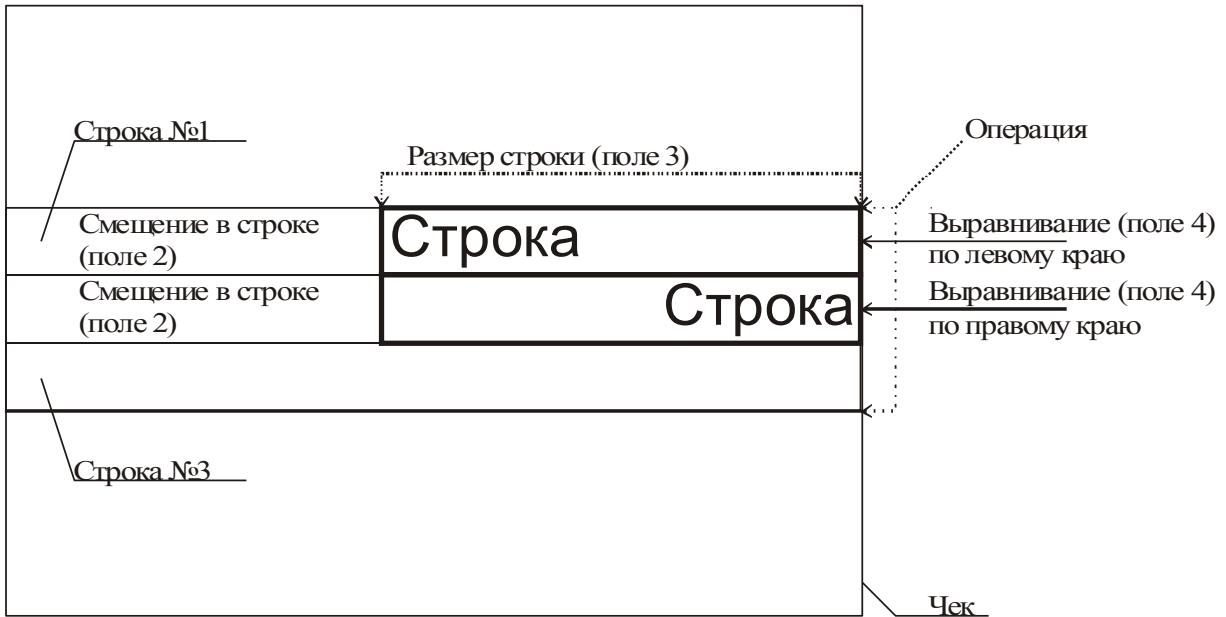 Строка №1
Операция
Размер строки (поле 3)
Смещение в строке
(поле 2)
Строка
Выравнивание (поле 4)
по левому краю
Смещение в строке
(поле 2)
Строка
Выравнивание (поле 4)
по правому краю
Строка №3
Чек